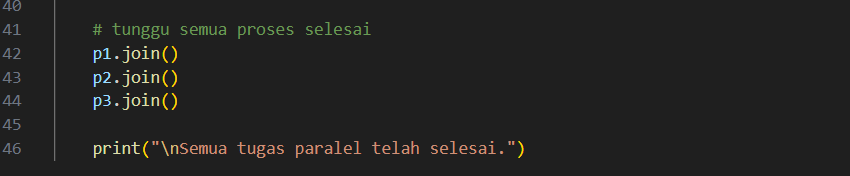 40
41 # tunggu semua proses selesai
42 p1.join()
43 p2.join()
44 p3.join()
45
46 print("\nSemua tugas paralel telah selesai.")